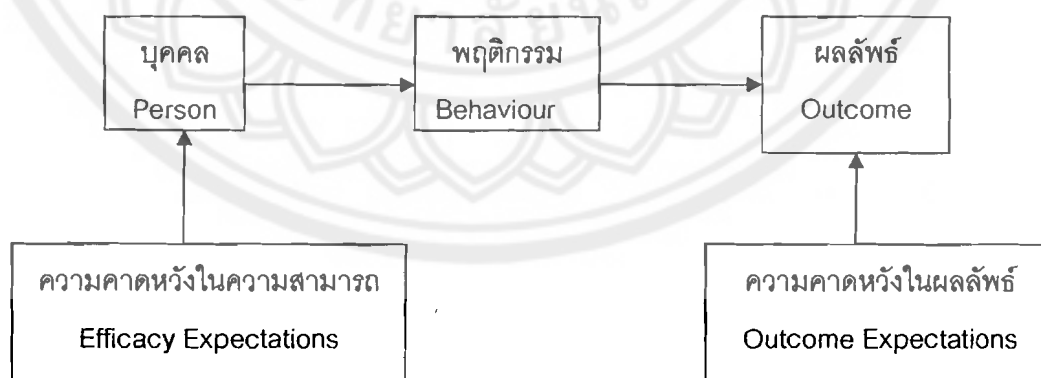 บุคคล
Person
พฤติกรรม
Behaviour
ผลลัพธ์
Outcome
ความคาดหวังในความสามารถ
Efficacy Expectations
ความคาดหวังในผลลัพธ์
Outcome Expectations